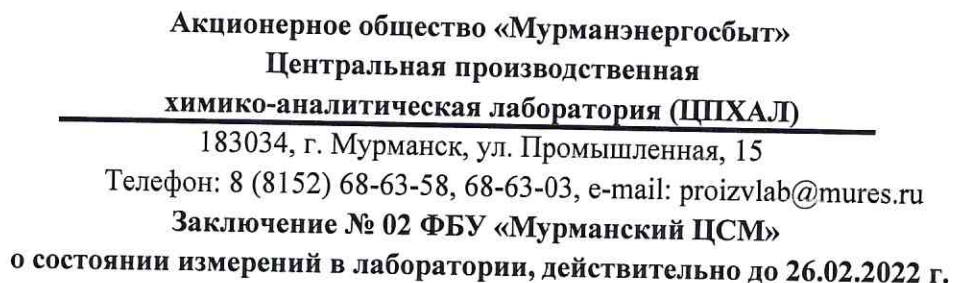 Акционерное общество «Мурманэнергосбыт»
Центральная производственная
химико-аналитическая лаборатория (ЦПХАЛ)
183034, г. Мурманск, ул. Промышленная, 15
Телефон: 8 (8152) 68-63-58, 68-63-03, e-mail: proizvlab@mures.ru
Заключение № 02 ФБУ «Мурманский ЦСМ»
о состоянии измерений в лаборатории, действительно до 26.02.2022 г.